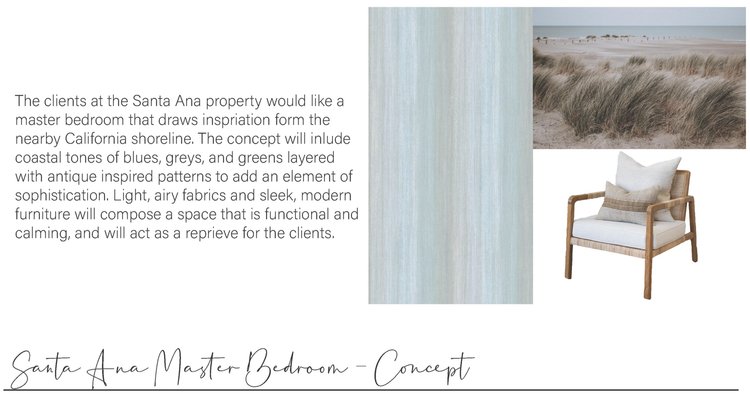 The clients at the Santa Ana property would like a
master bedroom that draws inspriation form the
nearby California shoreline. The concept will inlude
coastal tones of blues, greys, and greens layered
with antique inspired patterns to add an element of
sophistication. Light, airy fabrics and sleek, modern
furniture will compose a space that is functional and
calming, and will act as a reprieve for the clients.
Santa Ana Master Bedroom - Concept